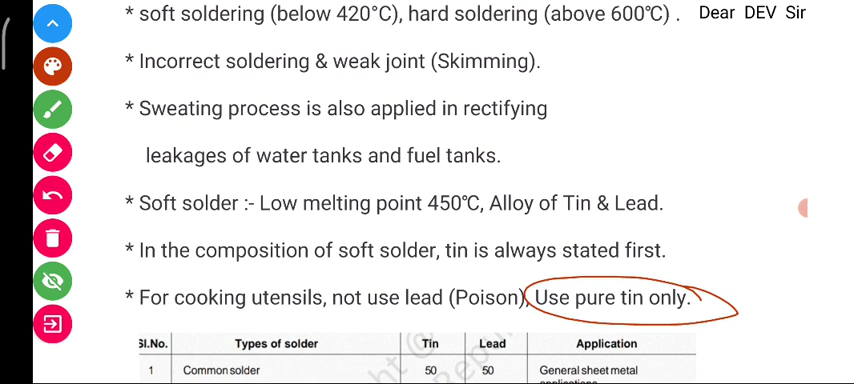 * soft soldering (below 420°C), hard soldering (above 600℃) . Dear DEV Sir
* Incorrect soldering & weak joint (Skimming).
* Sweating process is also applied in rectifying
leakages of water tanks and fuel tanks.
* Soft solder :- Low melting point 450℃, Alloy of Tin & Lead.
* In the composition of soft solder, tin is always stated first.
* For cooking utensils, not use lead (Poison), Use pure tin only.
Sl.No. Types of solder Tin Lead Application
1 Common solder 50 50 General sheet metal